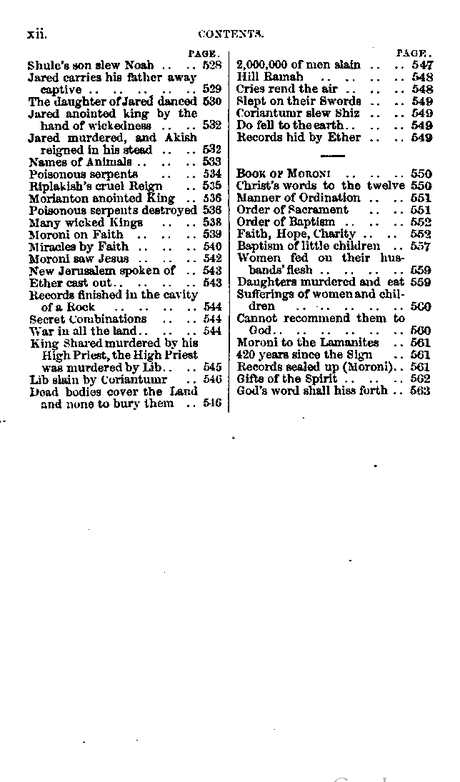 xii.
CONTENTS.
PAGE.
Shule's son slew Noah .. .. 528
Jared carries his father away
captive .. .. .. .. .. 529
The daughter of Jared danced 530
Jared anointed king by the
hand of wickedness .. .. 532
Jared murdered, and Akish
reigned in his stead .. .. 532
Names of Animals .. .. .. 533
Poisonous serpents .. .. 534
Riplakish's cruel Reign .. 535
Morianton anointed King .. 536
Poisonous serpents destroyed 536
Many wicked Kings .. .. 538
Moroni on Faith .. .. .. 539
Miracles by Faith .. .. .. 540
Moroni saw Jesus .. .. .. 542
New Jerusalem spoken of .. 543
Ether cast out.. .. .. .. 543
Records finished in the cavity
of a Rock .. .. .. .. 544
Secret Combinations .. .. 544
War in all the land.. .. .. 544
King Shared murdered by his
High Priest, the High Priest
was murdered by Lib.. .. 545
Lib slain by Coriantumr .. 546
Dead bodies cover the Land
and none to bury them .. 546
PAGE.
2,000,000 of men slain .. .. 547
Hill Ramah .. .. .. .. 548
Cries rend the air .. .. .. 548
Slept on their Swords .. .. 549
Coriantumr slew Shiz .. .. 549
Do fell to the earth.. .. .. 549
Records hid by Ether .. .. 549
BOOK OF MORONI .. .. .. 550
Christ's words to the twelve 550
Manner of Ordination .. .. 551
Order of Sacrament .. .. 551
Order of Baptism .. .. .. 552
Faith, Hope, Charity .. .. 552
Baptism of little children .. 557
Women fed on their hus-
bands' flesh .. .. .. .. 559
Daughters murdered and eat 559
Sufferings of women and chil-
dren .. .. .. .. .. 560
Cannot recommend them to
God.. .. .. .. .. .. 560
Moroni to the Lamanites .. 561
420 years since the Sign .. 561
Records sealed up (Moroni).. 561
Gifts of the Spirit .. .. .. 562
God's word shall hiss forth .. 563